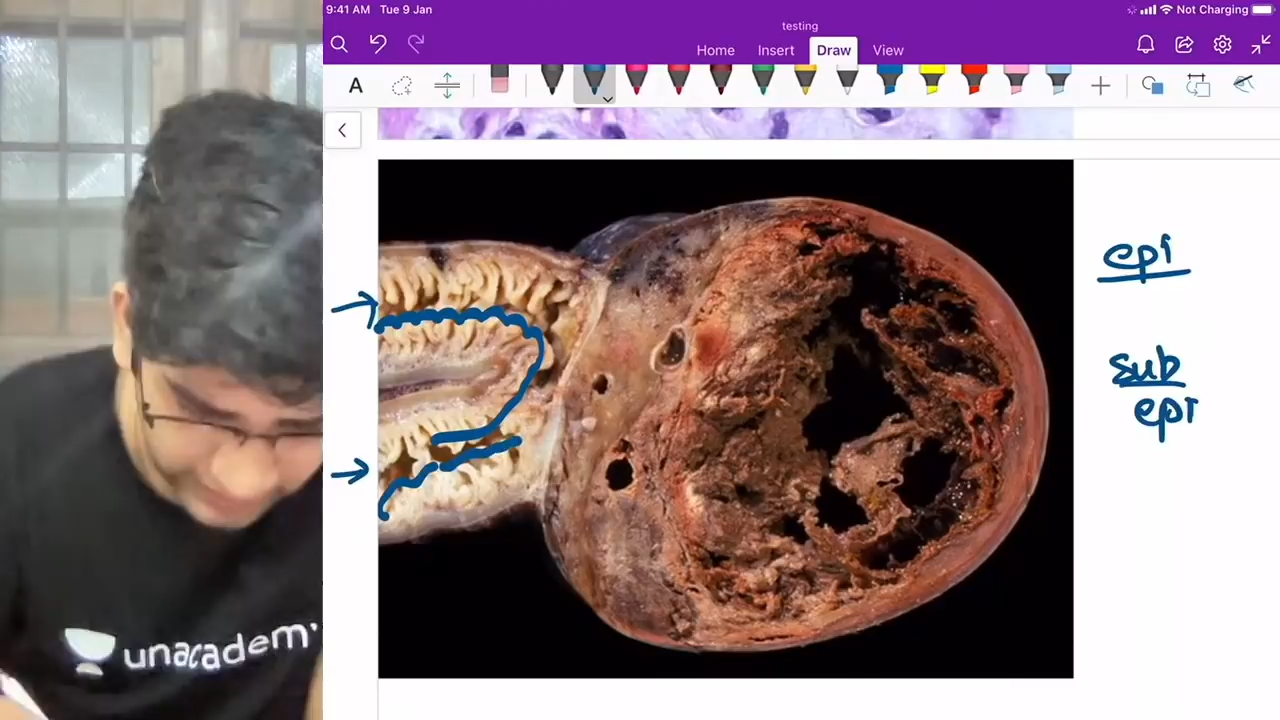 9:41 AM Tue 9 Jan
Not Charging
testing
Home Insert Draw View
A
epi
sub
epi
unacadem